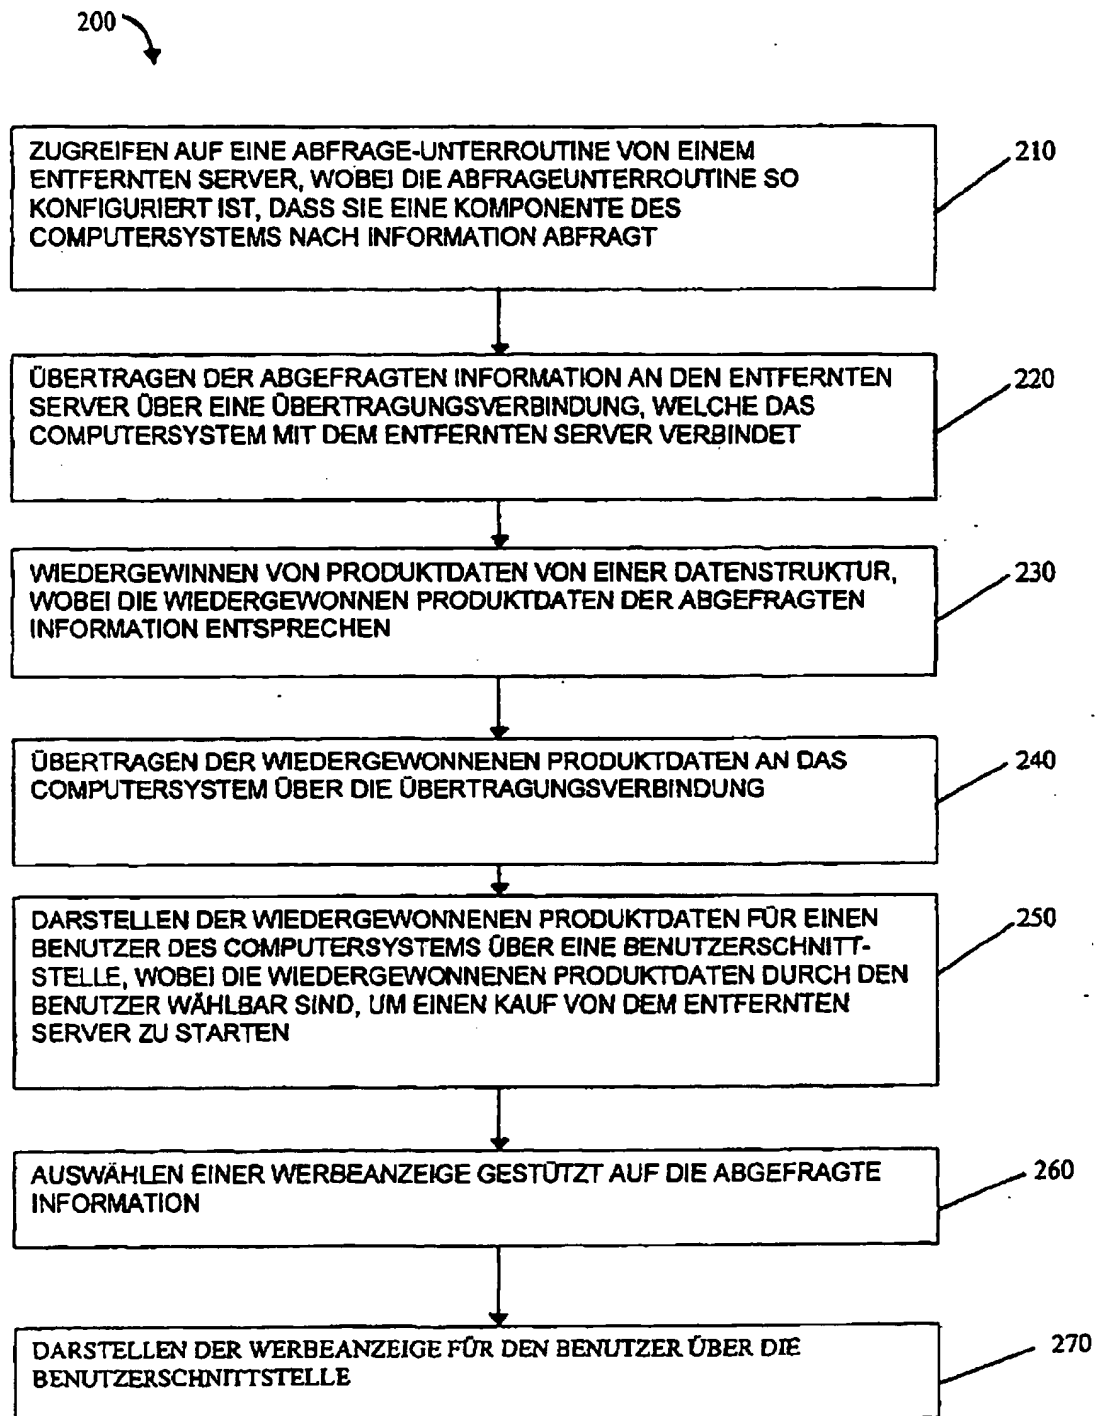 200
ZUGREIFEN AUF EINE ABFRAGE-UNTERROUTINE VON EINEM
ENTFERNTEN SERVER, WOBEI DIE ABFRAGEUNTERROUTINE SO
KONFIGURIERT IST, DASS SIE EINE KOMPONENTE DES
COMPUTERSYSTEMS NACH INFORMATION ABFRAGT
210
ÜBERTRAGEN DER ABGEFRAGTEN INFORMATION AN DEN ENTFERNTEN
SERVER ÜBER EINE ÜBERTRAGUNGSVERBINDUNG, WELCHE DAS
COMPUTERSYSTEM MIT DEM ENTFERNTEN SERVER VERBINDET
220
WIEDERGEWINNEN VON PRODUKTDATEN VON EINER DATENSTRUKTUR,
WOBEI DIE WIEDERGEWONNEN PRODUKTDATEN DER ABGEFRAGTEN
INFORMATION ENTSPRECHEN
230
ÜBERTRAGEN DER WIEDERGEWONNENEN PRODUKTDATEN AN DAS
COMPUTERSYSTEM ÜBER DIE ÜBERTRAGUNGSVERBINDUNG
240
DARSTELLEN DER WIEDERGEWONNENEN PRODUKTDATEN FÜR EINEN
BENUTZER DES COMPUTERSYSTEMS ÜBER EINE BENUTZERSCHNITT-
STELLE, WOBEI DIE WIEDERGEWONNENEN PRODUKTDATEN DURCH DEN
BENUTZER WÄHLBAR SIND, UM EINEN KAUF VON DEM ENTFERNTEN
SERVER ZU STARTEN
250
AUSWÄHLEN EINER WERBEANZEIGE GESTÜTZT AUF DIE ABGEFRAGTE
INFORMATION
260
DARSTELLEN DER WERBEANZEIGE FÜR DEN BENUTZER ÜBER DIE
BENUTZERSCHNITTSTELLE
270